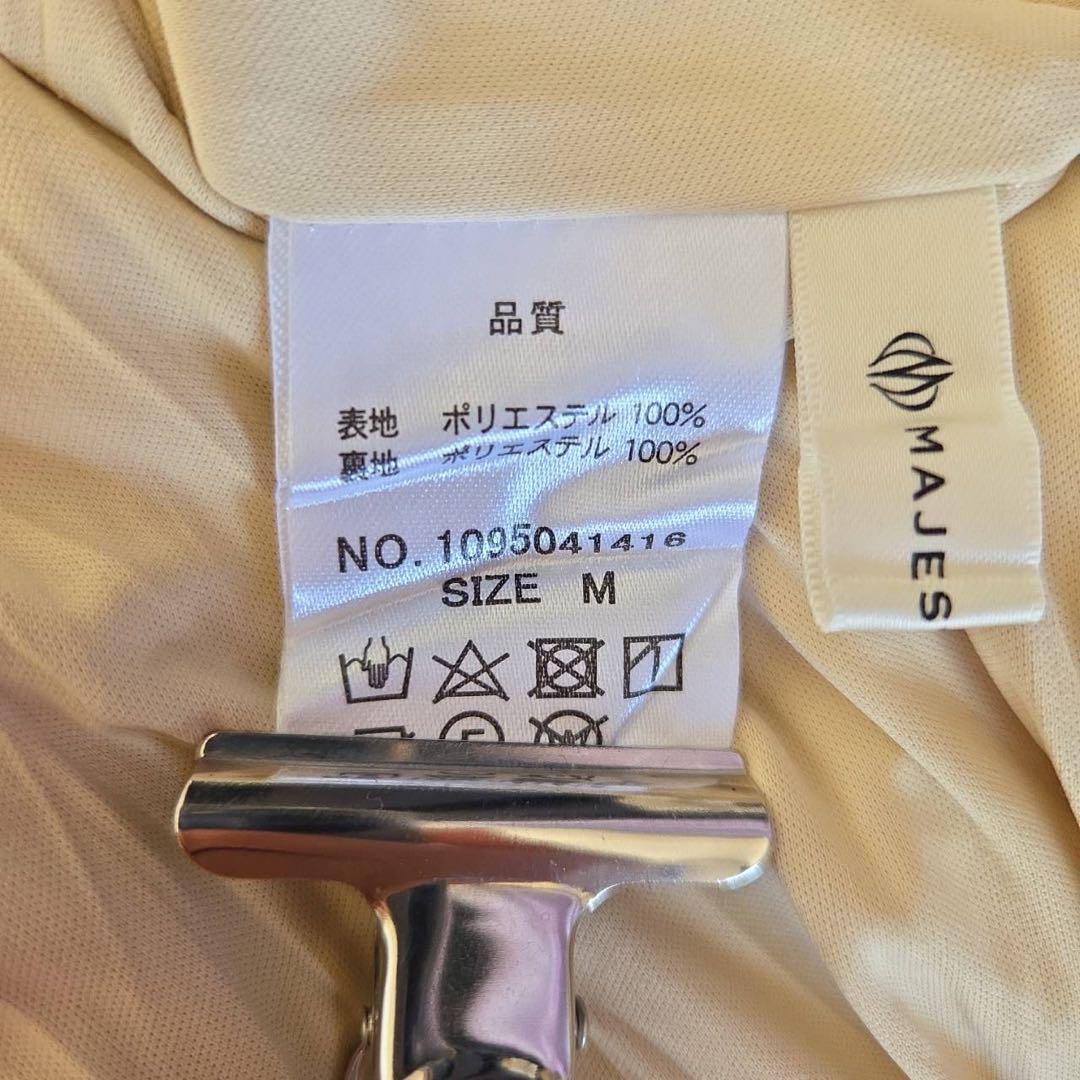 品質
表地 ポリエステル 100%
裏地 ポリエステル 100%
NO. 1095041416
SIZE M
MAJES